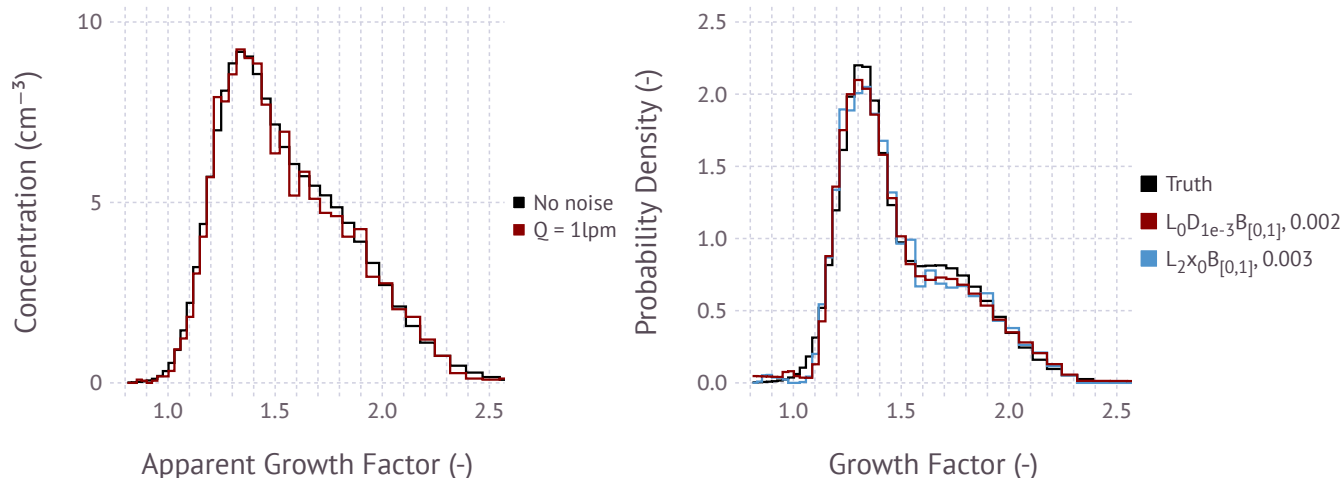 Concentration (cm⁻³)
10
5
0
1.0 1.5 2.0 2.5
Apparent Growth Factor (-)
No noise
Q = 1lpm
Probability Density (-)
2.5
2.0
1.5
1.0
0.5
0.0
1.0 1.5 2.0 2.5
Growth Factor (-)
Truth
L₀D₁ₑ₋₃B[0,1], 0.002
L₂x₀B[0,1], 0.003